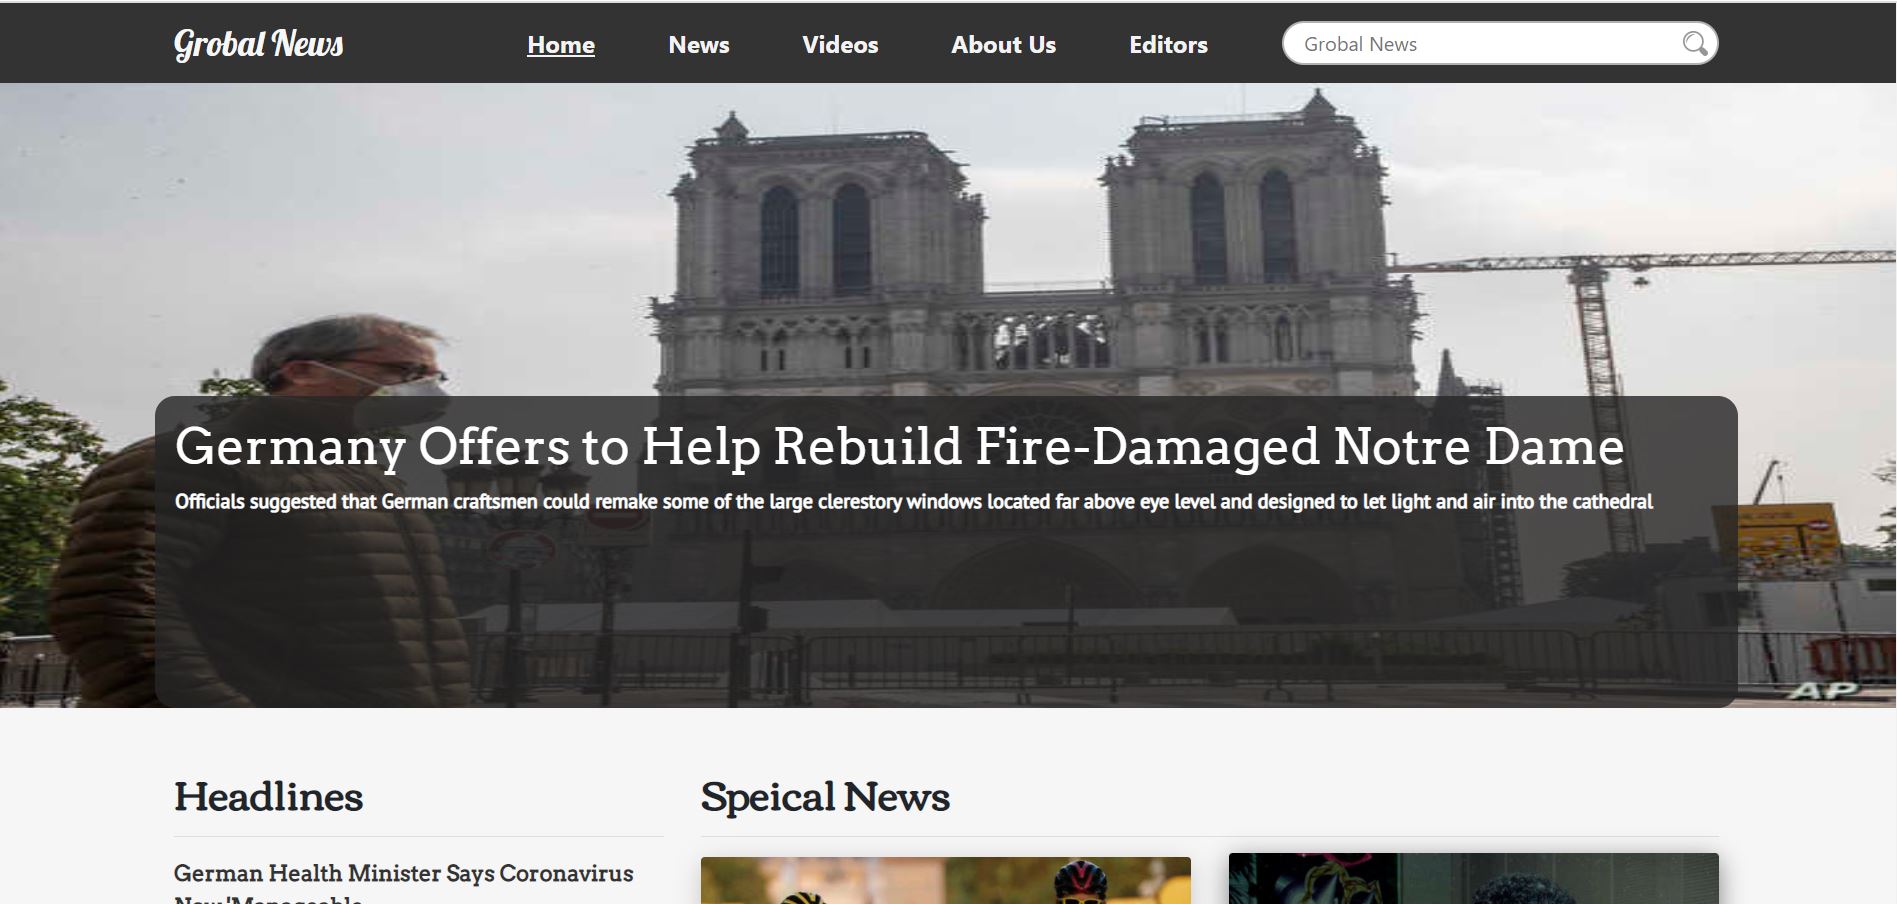 Grobal News
Home
News
Videos
About Us
Editors
Grobal News
Germany Offers to Help Rebuild Fire-Damaged Notre Dame
Officials suggested that German craftsmen could remake some of the large clerestory windows located far above eye level and designed to let light and air into the cathedral
AP
Headlines
Speical News
German Health Minister Says Coronavirus
Now 'Manageable